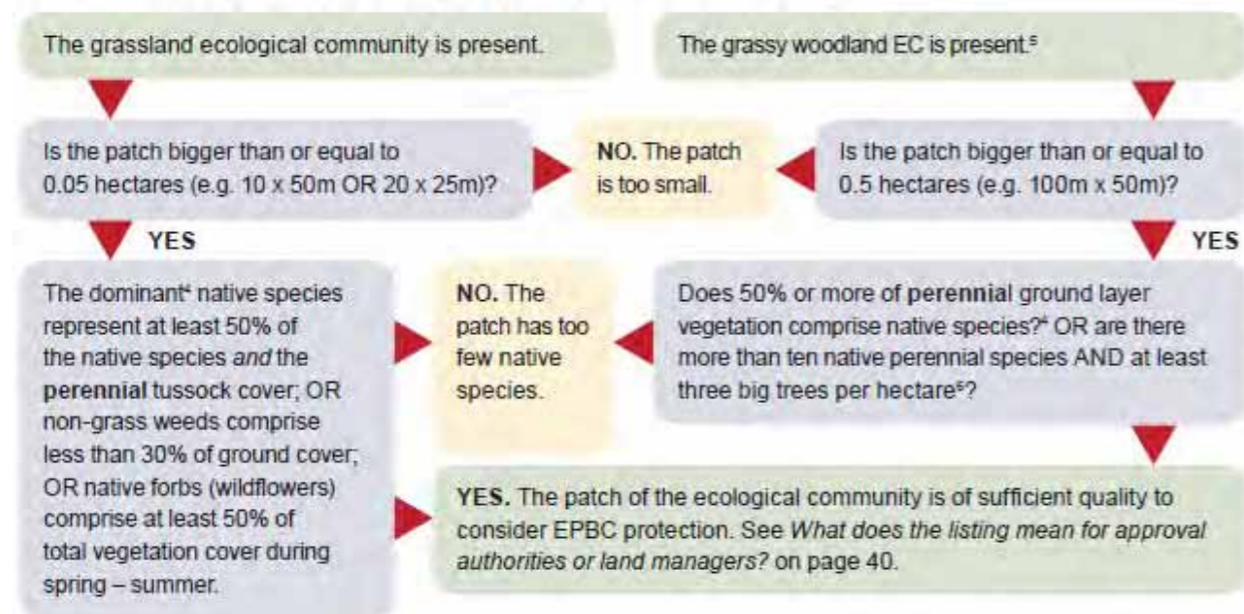 The grassland ecological community is present.
The grassy woodland EC is present.⁵
Is the patch bigger than or equal to
0.05 hectares (e.g. 10 x 50m OR 20 x 25m)?
NO. The patch
is too small.
Is the patch bigger than or equal to
0.5 hectares (e.g. 100m x 50m)?
YES
YES
The dominant⁴ native species
represent at least 50% of
the native species and the
perennial tussock cover; OR
non-grass weeds comprise
less than 30% of ground cover;
OR native forbs (wildflowers)
comprise at least 50% of
total vegetation cover during
spring – summer.
NO. The
patch has too
few native
species.
Does 50% or more of perennial ground layer
vegetation comprise native species?⁴ OR are there
more than ten native perennial species AND at least
three big trees per hectare⁶?
YES. The patch of the ecological community is of sufficient quality to
consider EPBC protection. See What does the listing mean for approval
authorities or land managers? on page 40.